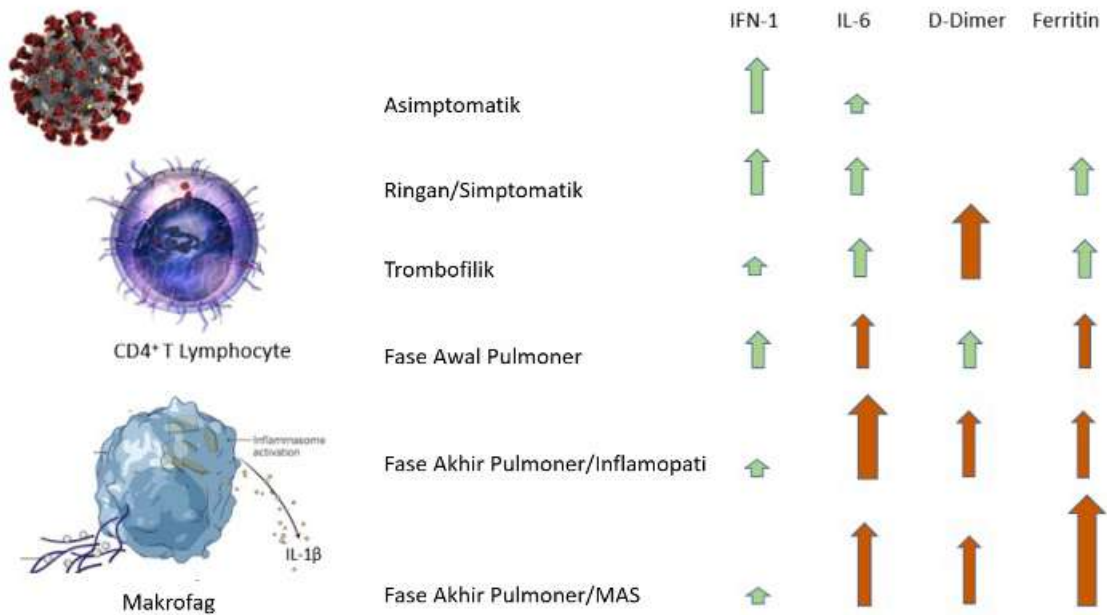 IFN-1 IL-6 D-Dimer Ferritin
Asimptomatik
Ringan/Simptomatik
Trombofilik
CD4⁺ T Lymphocyte
Fase Awal Pulmoner
Inflammasome
activation
Fase Akhir Pulmoner/Inflamopati
IL-1β
Makrofag
Fase Akhir Pulmoner/MAS